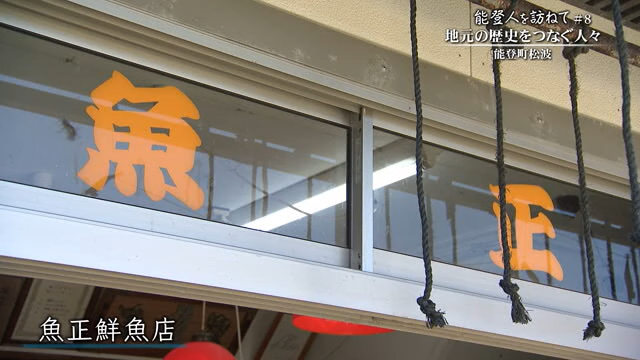 能登人を訪ねて #8
地元の歴史をつなぐ人々
能登町松波
魚正
魚正鮮魚店